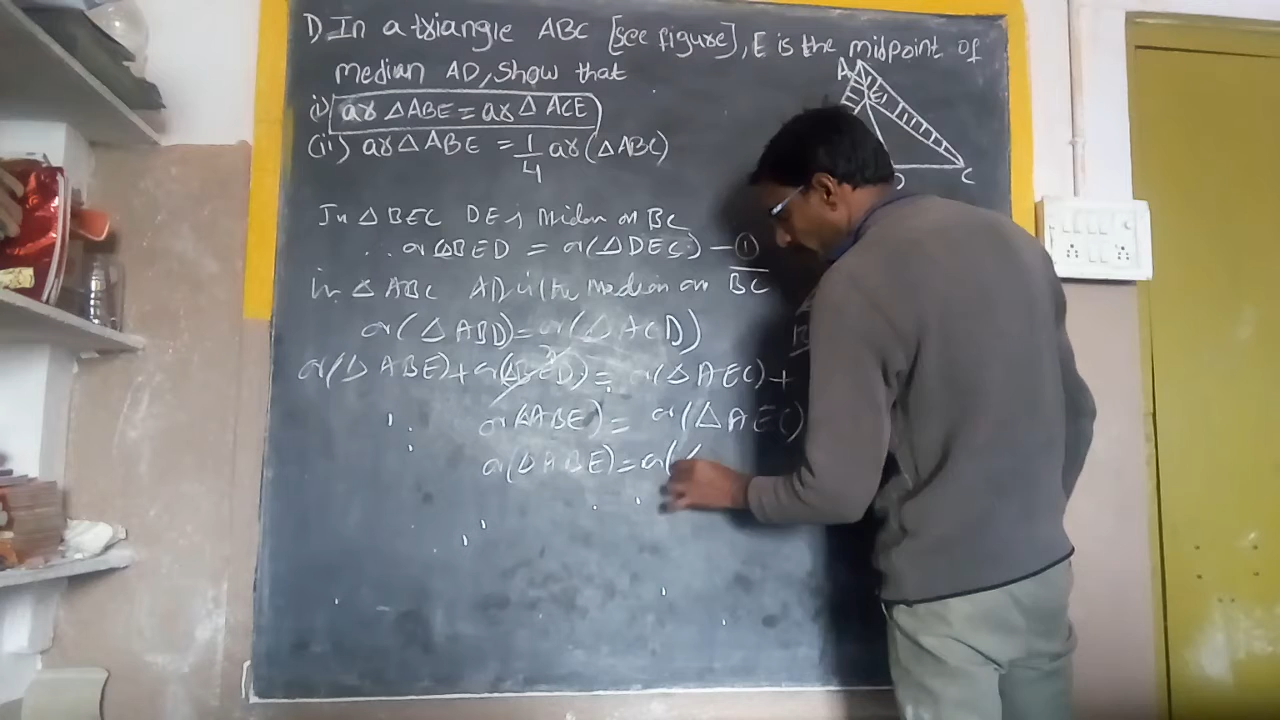 1) In a triangle ABC [see figure], E is the midpoint of
median AD, Show that
i) ar △ ABE = ar △ ACE
(ii) ar △ ABE = 1/4 ar (△ ABC)
A
E
D
C
In △ BEC DE is Median on BC
∴ ar △BED = ar(△DEC) — ①
in △ ABC AD is the Median on BC
ar(△ ABD) = ar(△ ACD)
ar(△ ABE) + ar(△BED) = ar(△ AEC) +
∴ ar(△ABE) = ar(△AEC)
ar(△ABE) = ar(